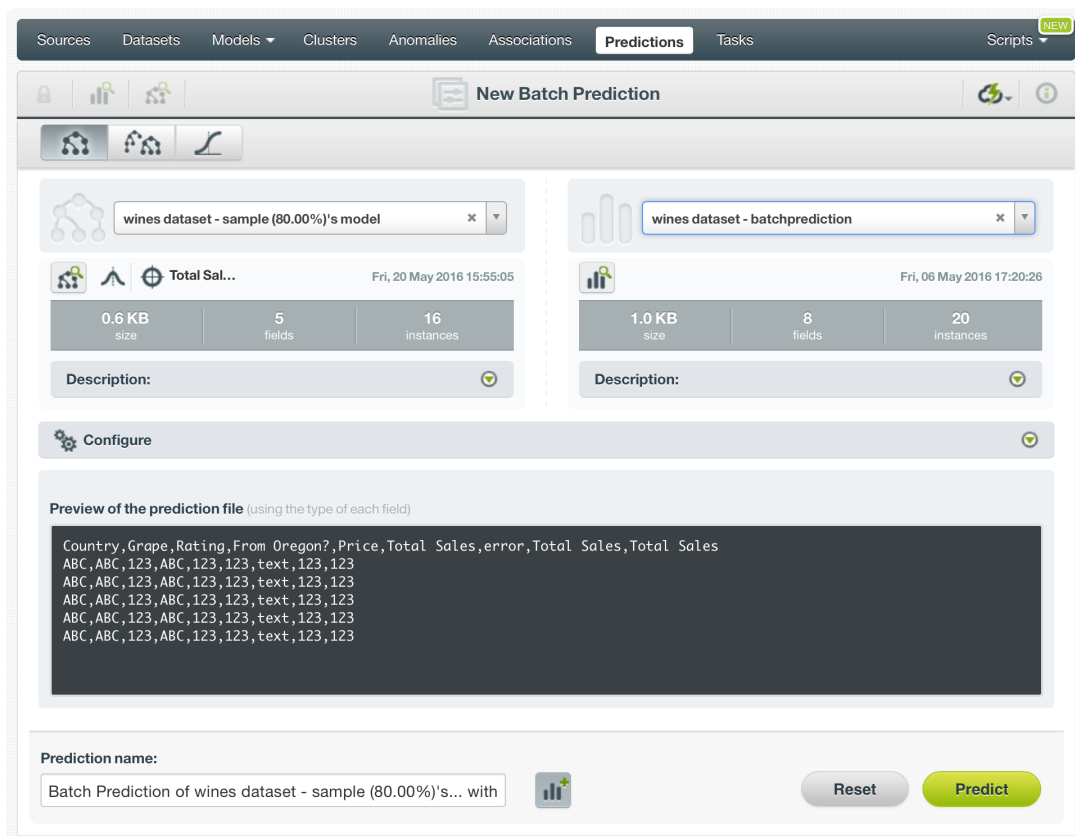 Sources Datasets Models Clusters Anomalies Associations Predictions Tasks Scripts NEW
New Batch Prediction
wines dataset - sample (80.00%)'s model
wines dataset - batchprediction
Total Sal... Fri, 20 May 2016 15:55:05
Fri, 06 May 2016 17:20:26
0.6 KB 5 16
size fields instances
1.0 KB 8 20
size fields instances
Description:
Description:
Configure
Preview of the prediction file (using the type of each field)
Country,Grape,Rating,From Oregon?,Price,Total Sales,error,Total Sales,Total Sales
ABC,ABC,123,ABC,123,123,text,123,123
ABC,ABC,123,ABC,123,123,text,123,123
ABC,ABC,123,ABC,123,123,text,123,123
ABC,ABC,123,ABC,123,123,text,123,123
ABC,ABC,123,ABC,123,123,text,123,123
Prediction name:
Batch Prediction of wines dataset - sample (80.00%)'s... with
Reset Predict